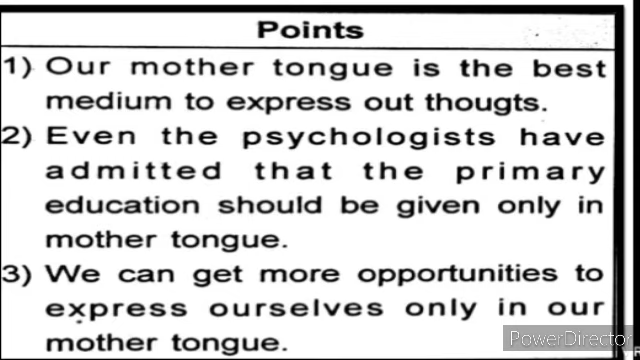 Points
1) Our mother tongue is the best
medium to express out thougts.
2) Even the psychologists have
admitted that the primary
education should be given only in
mother tongue.
3) We can get more opportunities to
express ourselves only in our
mother tongue.
PowerDirector